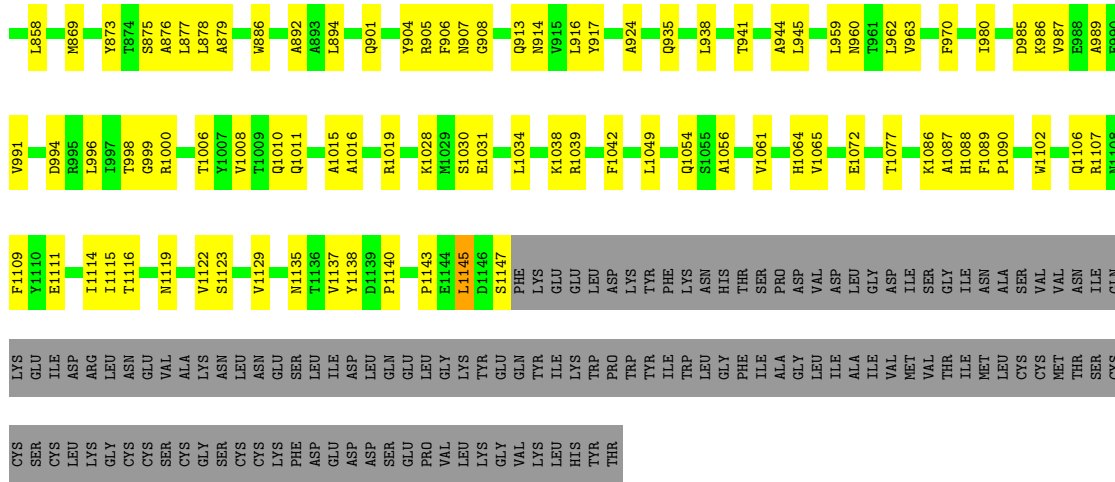 L858 M869 Y873 T874 S875 A876 L877 L878 A879 W886 A892 A893 L894 Q901 Y904 R905 F906 N907 G908 Q913 N914 V915 L916 Y917 A924 Q935 L938 T941 A944 L945 L959 N960 T961 L962 V963 F970 I980 D985 K986 V987 E988 A989 E990
V991 D994 R995 L996 I997 T998 G999 R1000 T1006 Y1007 V1008 T1009 Q1010 Q1011 A1015 A1016 R1019 K1028 M1029 S1030 E1031 L1034 K1038 R1039 F1042 L1049 Q1054 S1055 A1056 V1061 H1064 V1065 E1072 T1077 K1086 A1087 H1088 F1089 P1090 W1102 Q1106 R1107 N1108
F1109 Y1110 E1111 I1114 I1115 T1116 N1119 V1122 S1123 V1129 N1135 T1136 V1137 Y1138 D1139 P1140 P1143 E1144 L1145 D1146 S1147 PHE LYS GLU GLU LEU ASP LYS TYR PHE LYS ASN HIS THR SER PRO ASP VAL ASP LEU GLY ASP ILE SER GLY ILE ASN ALA SER VAL VAL ASN ILE GLN
LYS GLU ILE ASP ARG LEU ASN GLU VAL ALA LYS ASN LEU ASN GLU SER LEU ILE ASP LEU GLN GLU LEU GLY LYS TYR GLU GLN TYR ILE LYS TRP PRO TRP TYR ILE TRP LEU GLY PHE ILE ALA GLY LEU ILE ALA ILE VAL MET VAL THR ILE MET LEU CYS CYS MET THR SER CYS
CYS SER CYS LEU LYS GLY CYS CYS SER CYS GLY SER CYS CYS LYS PHE ASP GLU ASP ASP SER GLU PRO VAL LEU LYS GLY VAL LYS LEU HIS TYR THR